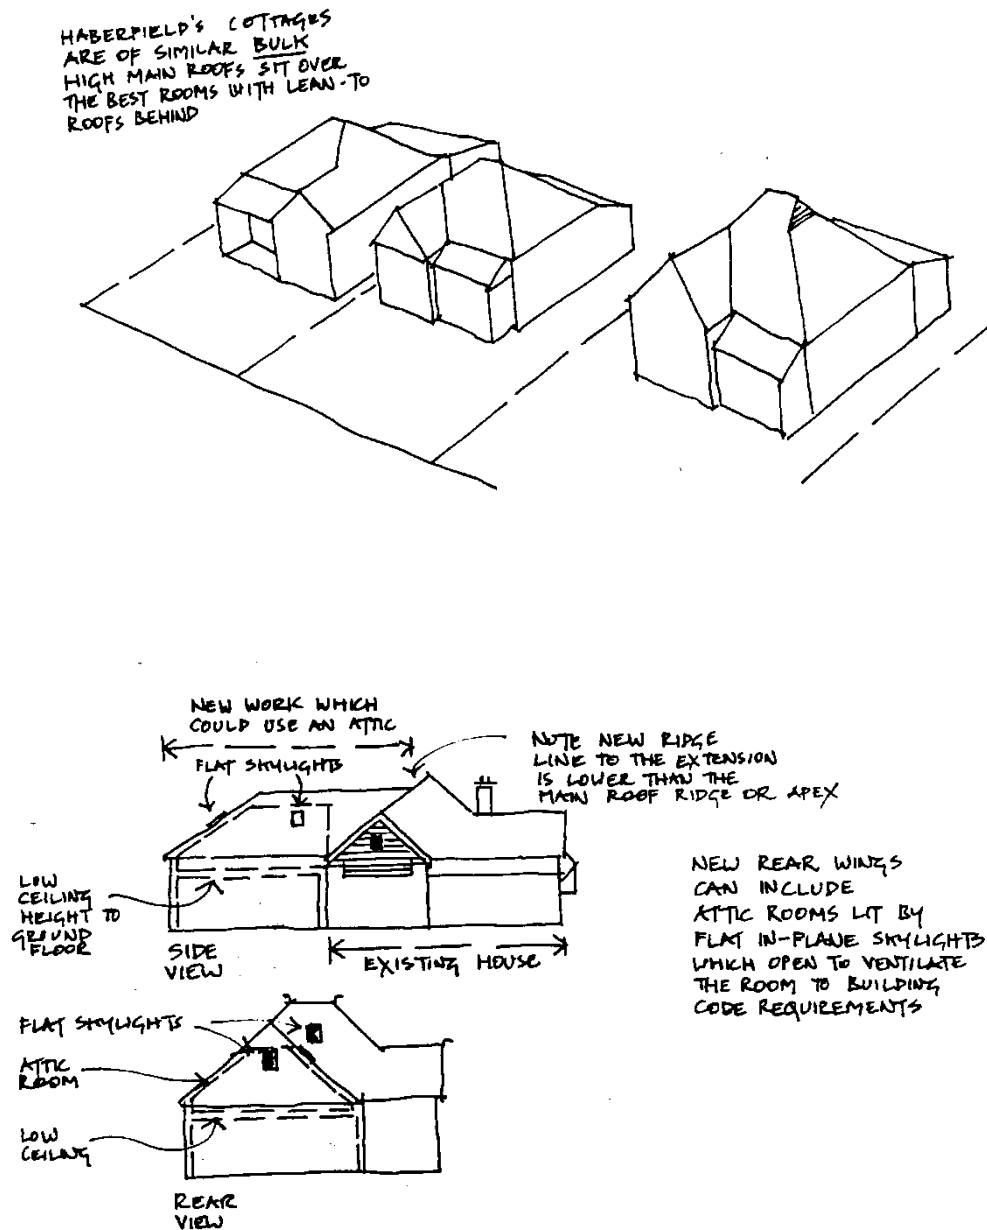 HABERFIELD'S COTTAGES
ARE OF SIMILAR BULK
HIGH MAIN ROOFS SIT OVER
THE BEST ROOMS WITH LEAN-TO
ROOFS BEHIND
NEW WORK WHICH
COULD USE AN ATTIC
FLAT SKYLIGHTS
NOTE NEW RIDGE
LINE TO THE EXTENSION
IS LOWER THAN THE
MAIN ROOF RIDGE OR APEX
LOW
CEILING
HEIGHT TO
GROUND
FLOOR
SIDE
VIEW
EXISTING HOUSE
NEW REAR WINGS
CAN INCLUDE
ATTIC ROOMS LIT BY
FLAT IN-PLANE SKYLIGHTS
WHICH OPEN TO VENTILATE
THE ROOM TO BUILDING
CODE REQUIREMENTS
FLAT SKYLIGHTS
ATTIC
ROOM
LOW
CEILING
REAR
VIEW